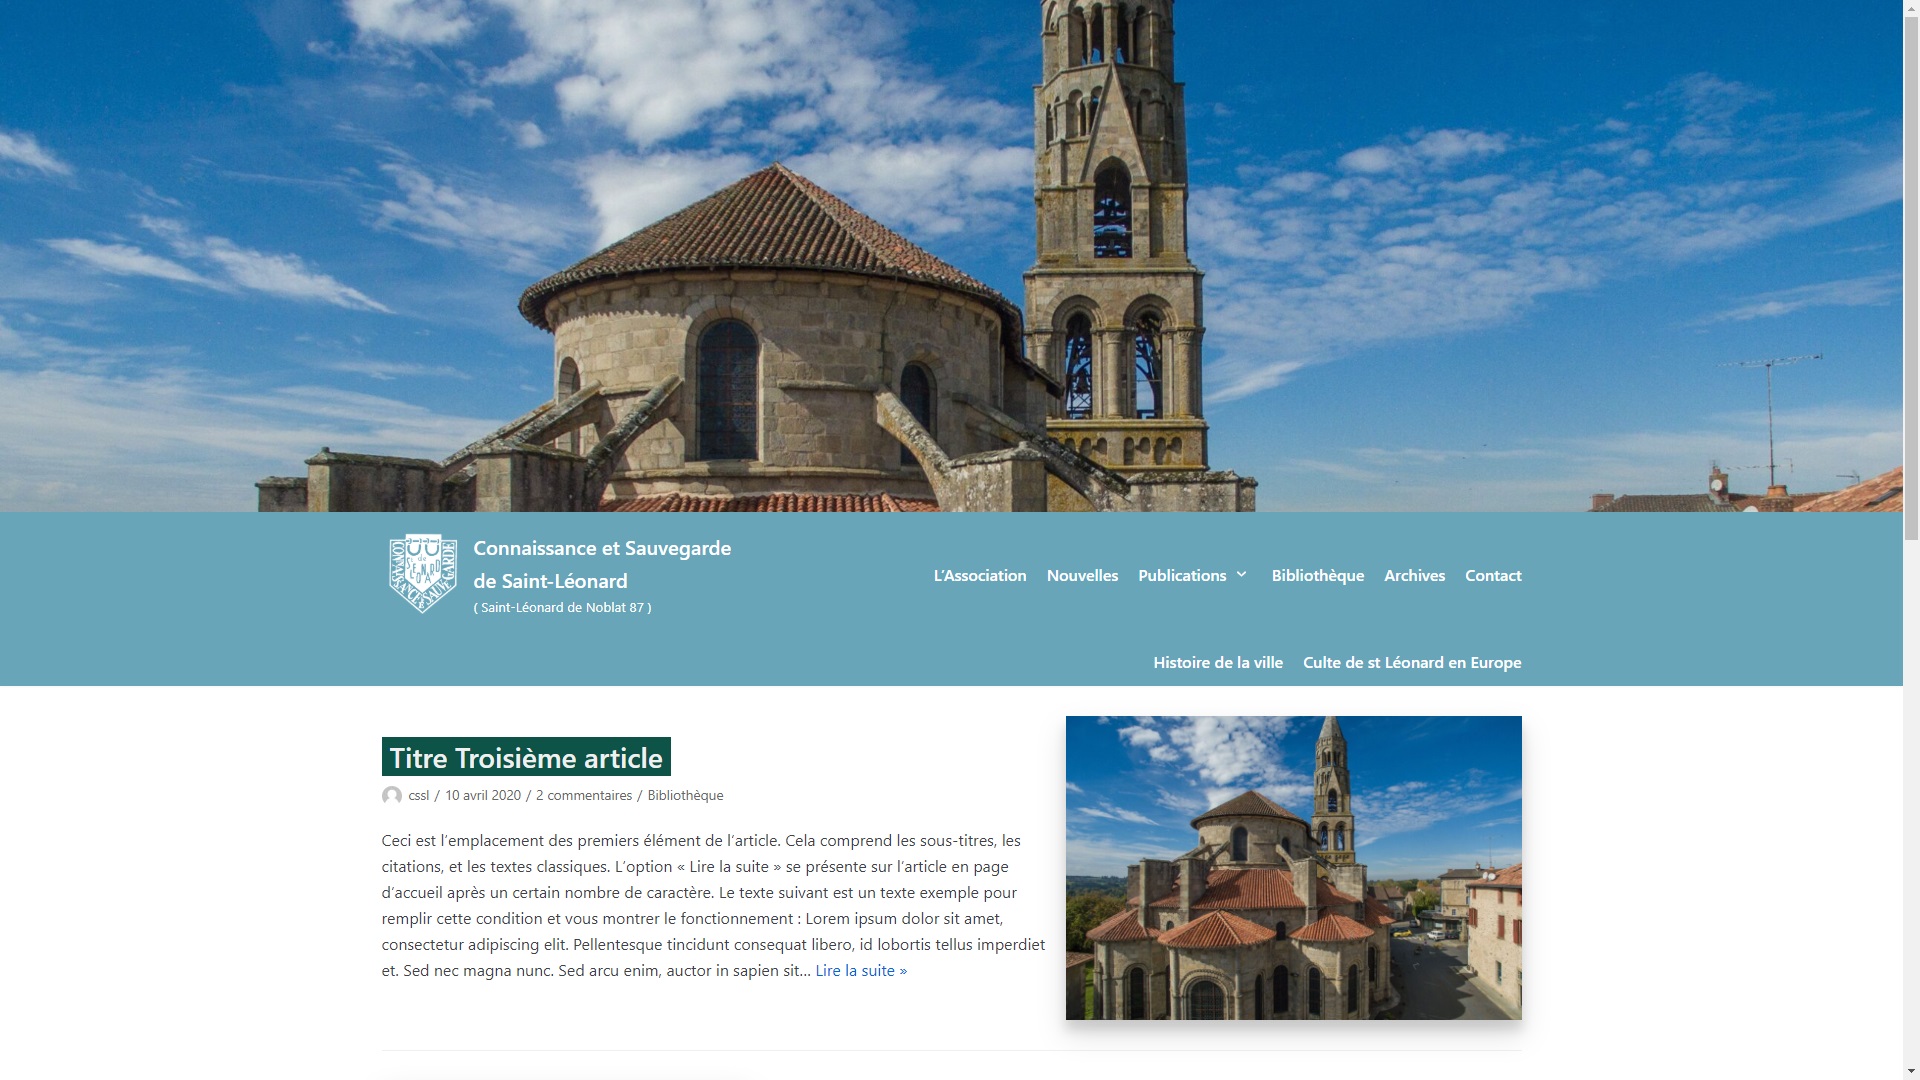 Connaissance et Sauvegarde
de Saint-Léonard
( Saint-Léonard de Noblat 87 )
L'Association Nouvelles Publications Bibliothèque Archives Contact
Histoire de la ville Culte de st Léonard en Europe
Titre Troisième article
cssl / 10 avril 2020 / 2 commentaires / Bibliothèque
Ceci est l’emplacement des premiers élément de l’article. Cela comprend les sous-titres, les
citations, et les textes classiques. L’option « Lire la suite » se présente sur l’article en page
d’accueil après un certain nombre de caractère. Le texte suivant est un texte exemple pour
remplir cette condition et vous montrer le fonctionnement : Lorem ipsum dolor sit amet,
consectetur adipiscing elit. Pellentesque tincidunt consequat libero, id lobortis tellus imperdiet
et. Sed nec magna nunc. Sed arcu enim, auctor in sapien sit… Lire la suite »